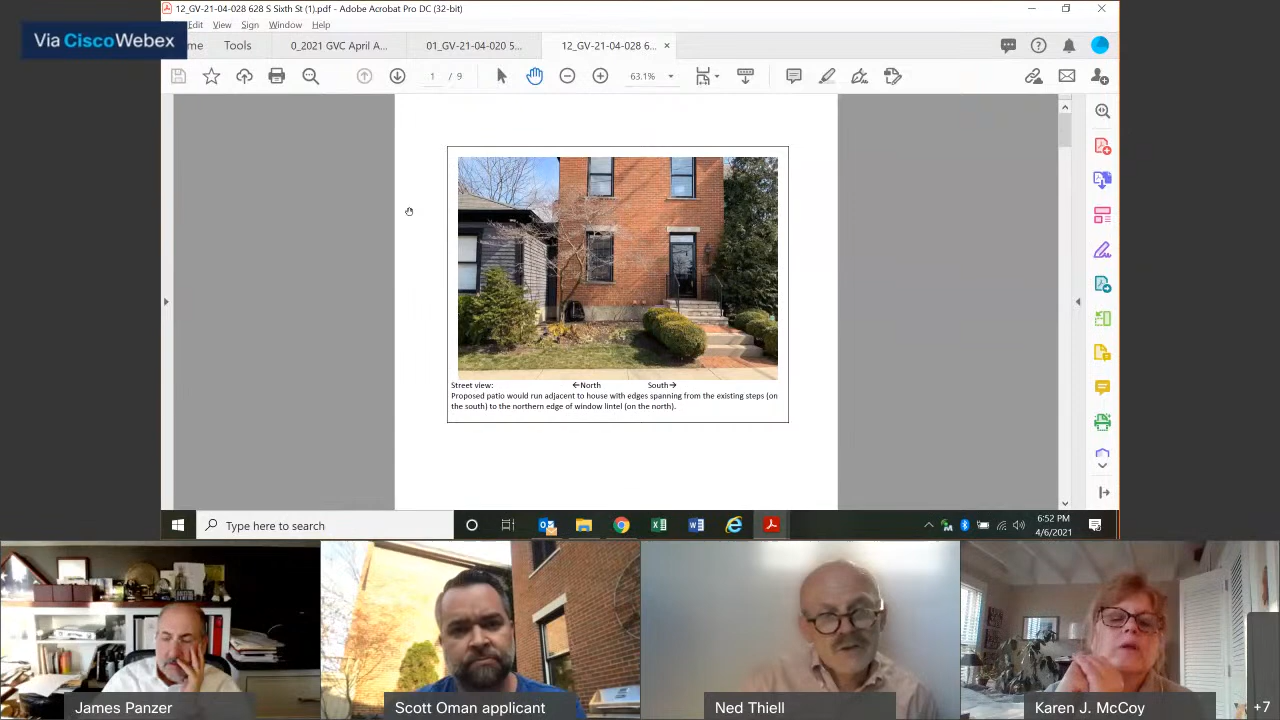 12_GV-21-04-028 628 S Sixth St (1).pdf - Adobe Acrobat Pro DC (32-bit)
Edit View Sign Window Help
Via Cisco Webex
me Tools 0_2021 GVC April A... 01_GV-21-04-020 5... 12_GV-21-04-028 6... ×
1 / 9 63.1%
Street view: ←North South→
Proposed patio would run adjacent to house with edges spanning from the existing steps (on
the south) to the northern edge of window lintel (on the north).
Type here to search
6:52 PM
4/6/2021
James Panzer
Scott Oman applicant
Ned Thiell
Karen J. McCoy
+7